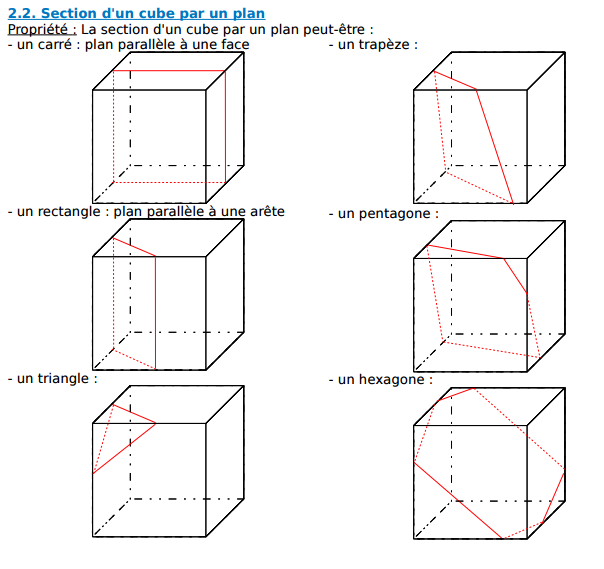 2.2. Section d'un cube par un plan
Propriété : La section d'un cube par un plan peut-être :
- un carré : plan parallèle à une face
- un trapèze :
- un rectangle : plan parallèle à une arête
- un pentagone :
- un triangle :
- un hexagone :